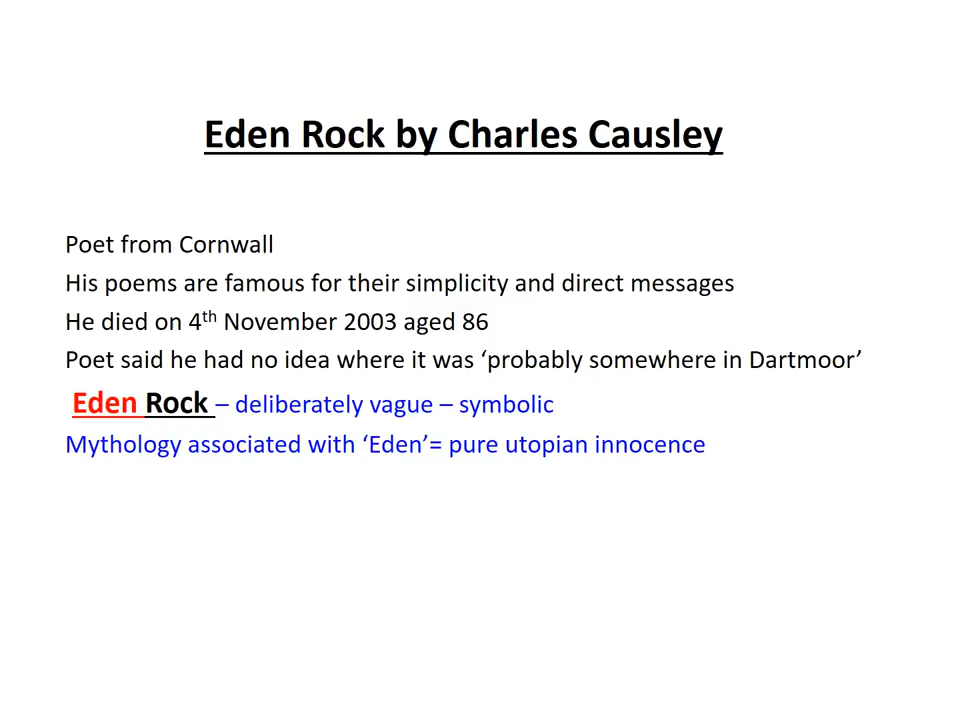 Eden Rock by Charles Causley
Poet from Cornwall
His poems are famous for their simplicity and direct messages
He died on 4th November 2003 aged 86
Poet said he had no idea where it was ‘probably somewhere in Dartmoor’
Eden Rock – deliberately vague – symbolic
Mythology associated with ‘Eden’= pure utopian innocence